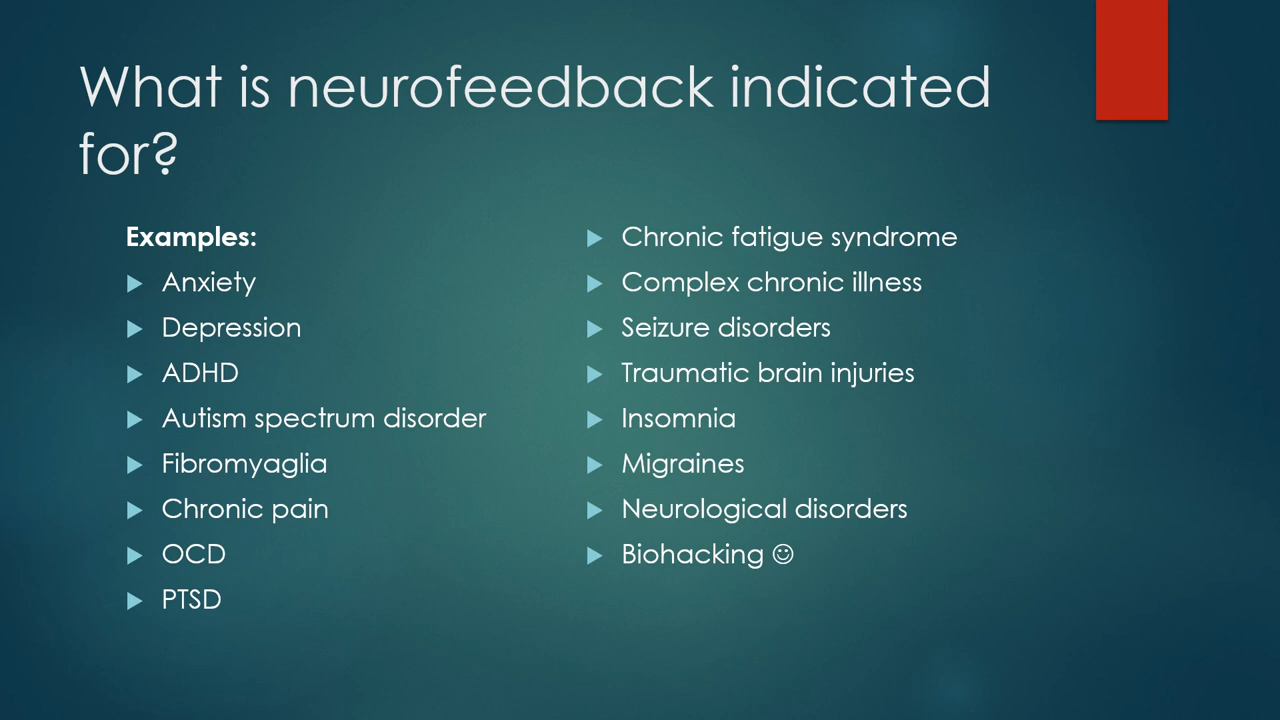 What is neurofeedback indicated
for?
Examples:
Anxiety
Depression
ADHD
Autism spectrum disorder
Fibromyaglia
Chronic pain
OCD
PTSD
Chronic fatigue syndrome
Complex chronic illness
Seizure disorders
Traumatic brain injuries
Insomnia
Migraines
Neurological disorders
Biohacking ☺